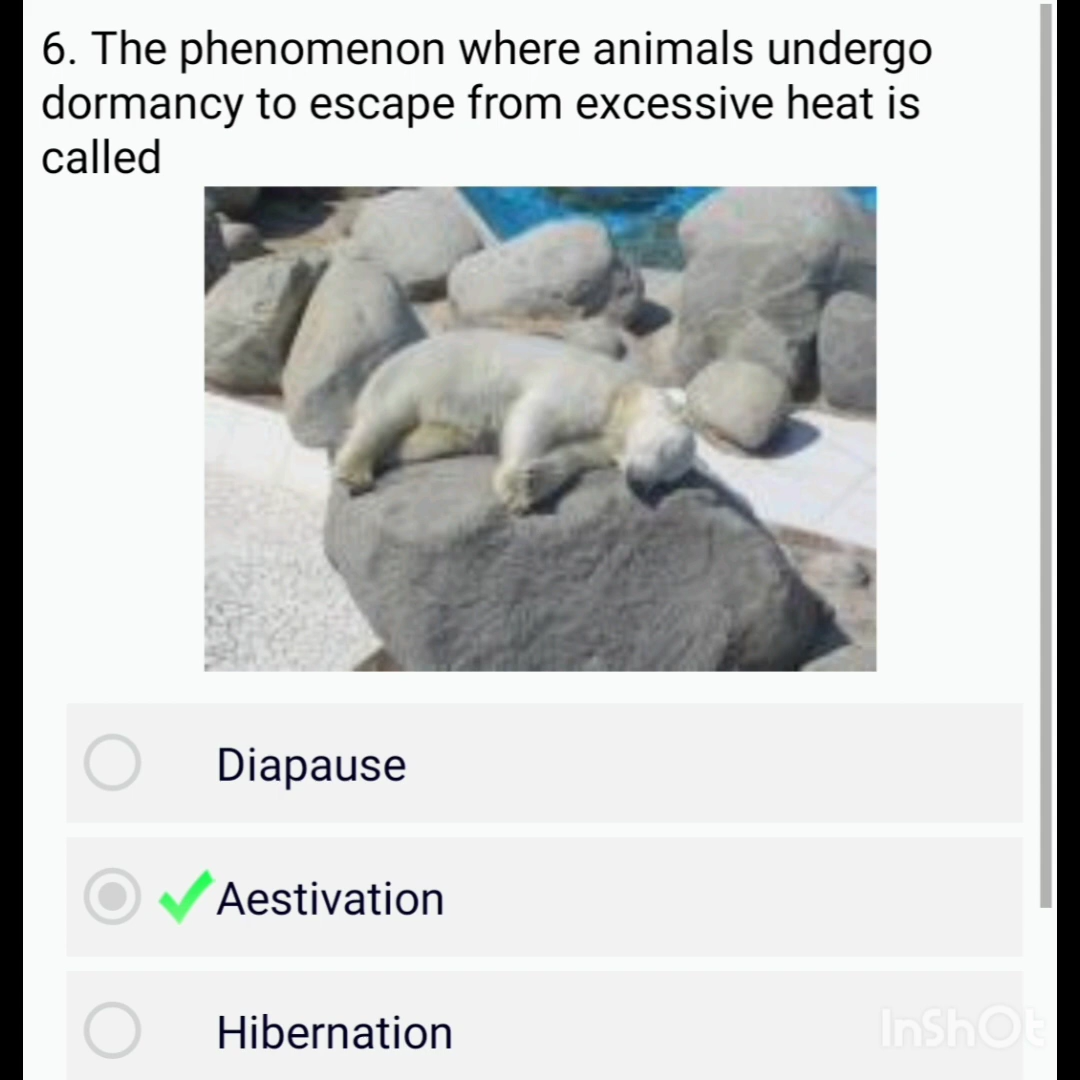 6. The phenomenon where animals undergo
dormancy to escape from excessive heat is
called
Diapause
Aestivation
Hibernation
InShOt